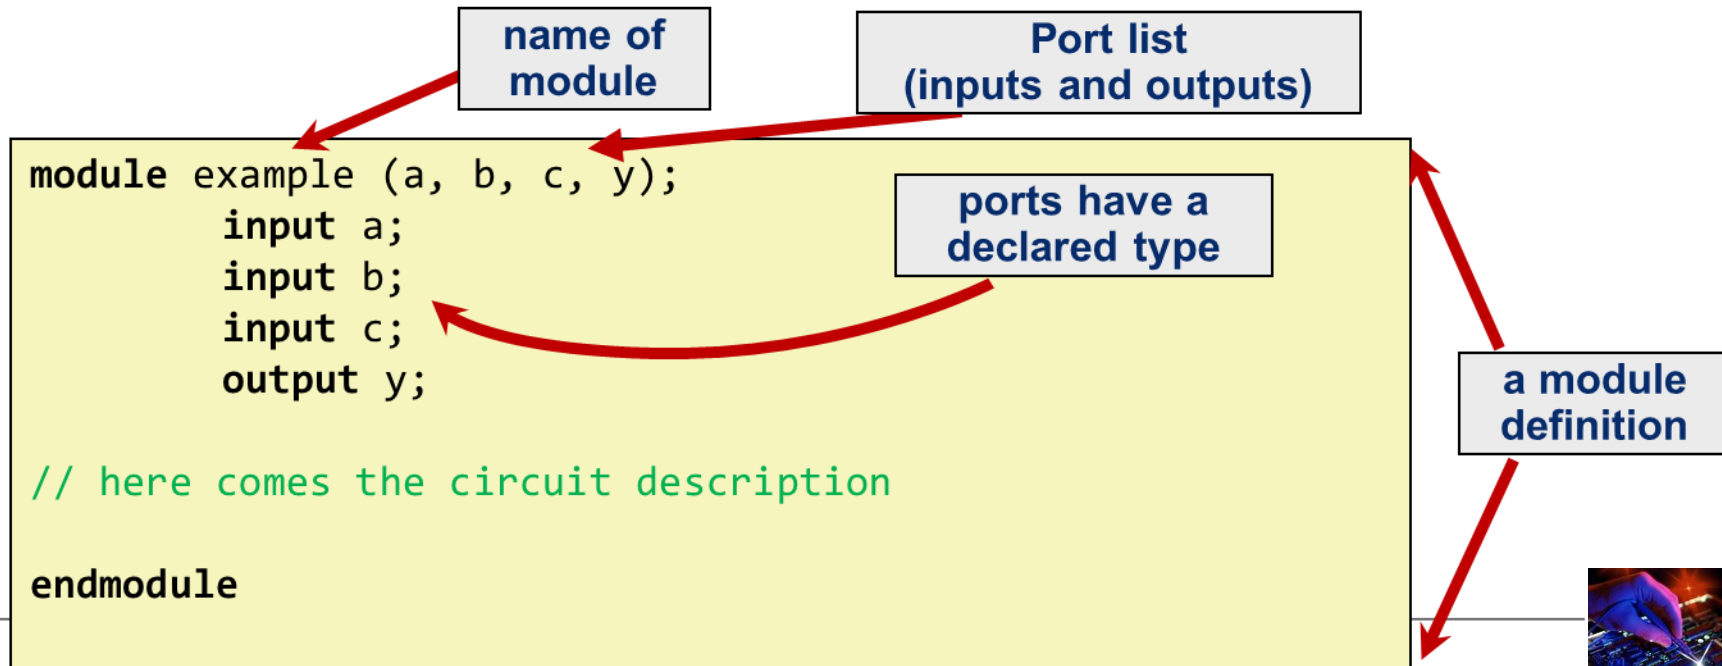 name of
module
Port list
(inputs and outputs)
module example (a, b, c, y);
input a;
input b;
input c;
output y;
ports have a
declared type
a module
definition
// here comes the circuit description
endmodule